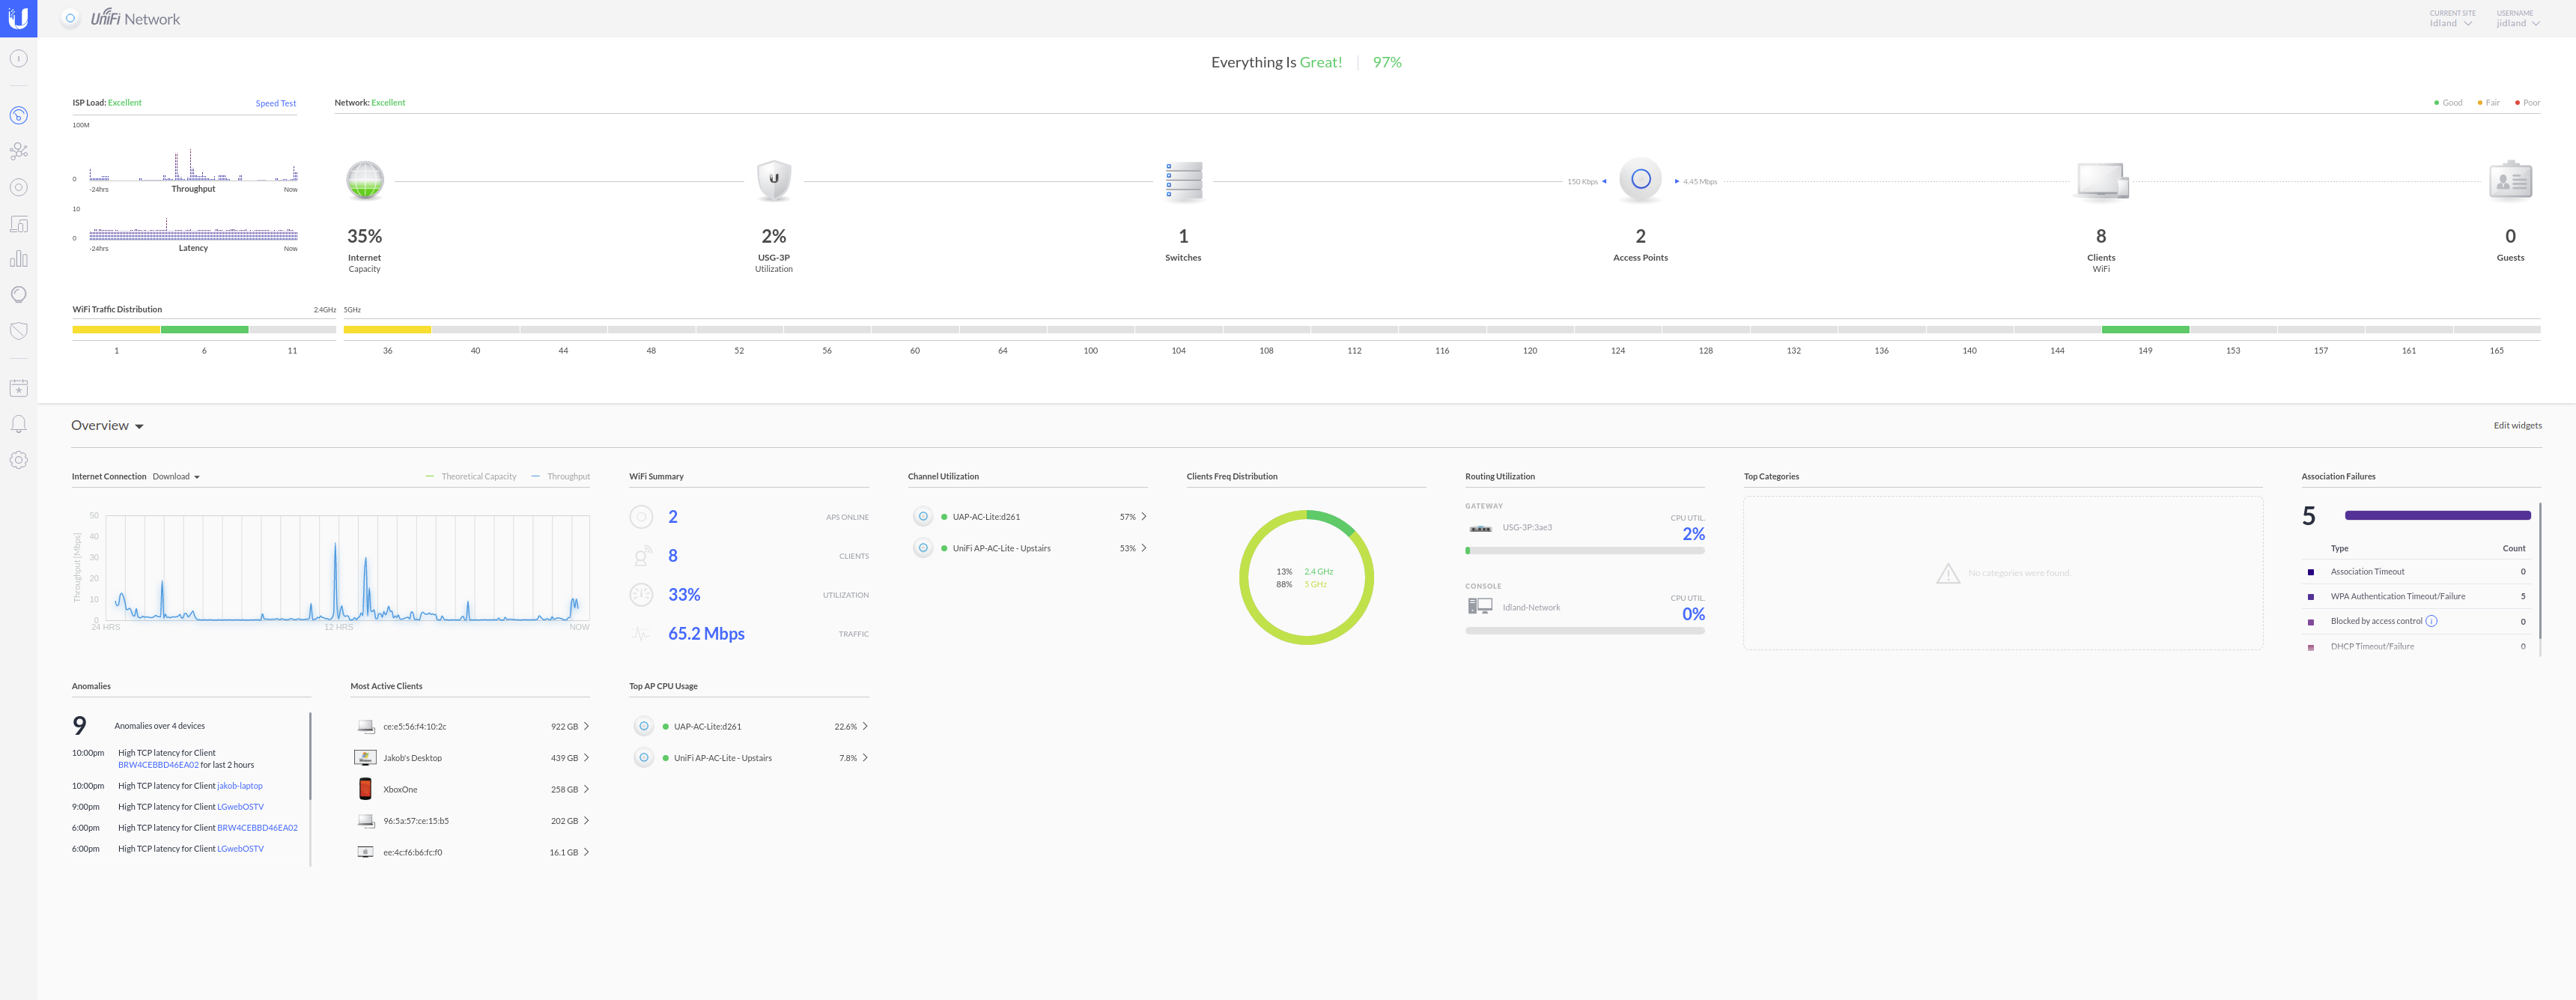 UniFi Network
CURRENT SITE
Idland
USERNAME
jidland
Everything Is Great! 97%
ISP Load: Excellent
Speed Test
Network: Excellent
Good
Fair
Poor
100M
0
-24hrs
Throughput
Now
10
0
-24hrs
Latency
Now
150 Kbps
4.45 Mbps
35%
Internet
Capacity
2%
USG-3P
Utilization
1
Switches
2
Access Points
8
Clients
WiFi
0
Guests
WiFi Traffic Distribution
2.4GHz
5GHz
1 6 11 36 40 44 48 52 56 60 64 100 104 108 112 116 120 124 128 132 136 140 144 149 153 157 161 165
Overview
Edit widgets
Internet Connection Download
Theoretical Capacity
Throughput
Throughput [Mbps]
50
40
30
20
10
0
24 HRS
12 HRS
NOW
WiFi Summary
2 APS ONLINE
8 CLIENTS
33% UTILIZATION
65.2 Mbps TRAFFIC
Channel Utilization
UAP-AC-Lite:d261 57%
UniFi AP-AC-Lite - Upstairs 53%
Clients Freq Distribution
13% 2.4 GHz
88% 5 GHz
Routing Utilization
GATEWAY
USG-3P:3ae3
CPU UTIL.
2%
CONSOLE
Idland-Network
CPU UTIL.
0%
Top Categories
No categories were found.
Association Failures
5
Type Count
Association Timeout 0
WPA Authentication Timeout/Failure 5
Blocked by access control 0
DHCP Timeout/Failure 0
Anomalies
9 Anomalies over 4 devices
10:00pm High TCP latency for Client
BRW4CEBBD46EA02 for last 2 hours
10:00pm High TCP latency for Client jakob-laptop
9:00pm High TCP latency for Client LGwebOSTV
6:00pm High TCP latency for Client BRW4CEBBD46EA02
6:00pm High TCP latency for Client LGwebOSTV
Most Active Clients
ce:e5:56:f4:10:2c 922 GB
Jakob's Desktop 439 GB
XboxOne 258 GB
96:5a:57:ce:15:b5 202 GB
ee:4c:f6:b6:fc:f0 16.1 GB
Top AP CPU Usage
UAP-AC-Lite:d261 22.6%
UniFi AP-AC-Lite - Upstairs 7.8%